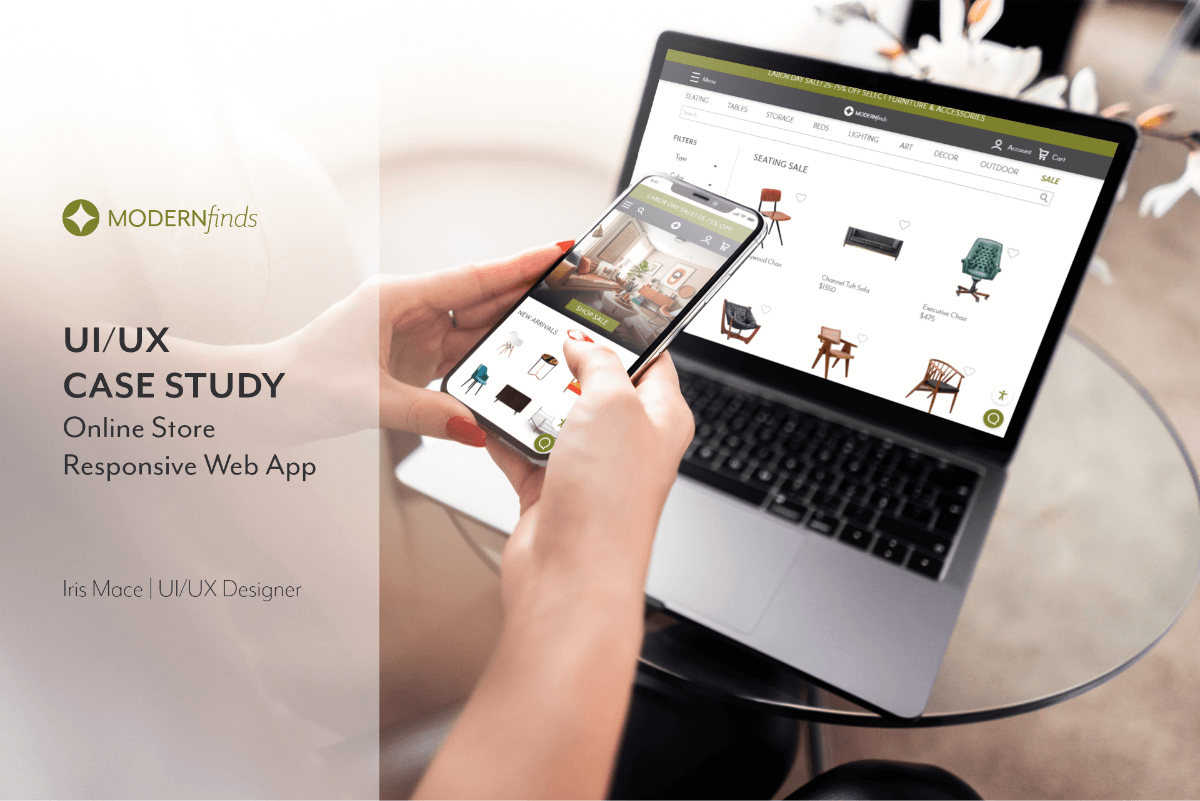 MODERNfinds
UI/UX
CASE STUDY
Online Store
Responsive Web App
Iris Mace | UI/UX Designer
LABOR DAY SALE! 25-75% OFF SELECT FURNITURE & ACCESSORIES
Menu
MODERNfinds
Account
Cart
SEATING
TABLES
STORAGE
BEDS
LIGHTING
ART
DECOR
OUTDOOR
SALE
Search
FILTERS
Type
Color
SEATING SALE
Chair
Channel Tuft Sofa
$1350
Executive Chair
$475
LABOR DAY SALE! 25-75% OFF
SHOP SALE
NEW ARRIVALS